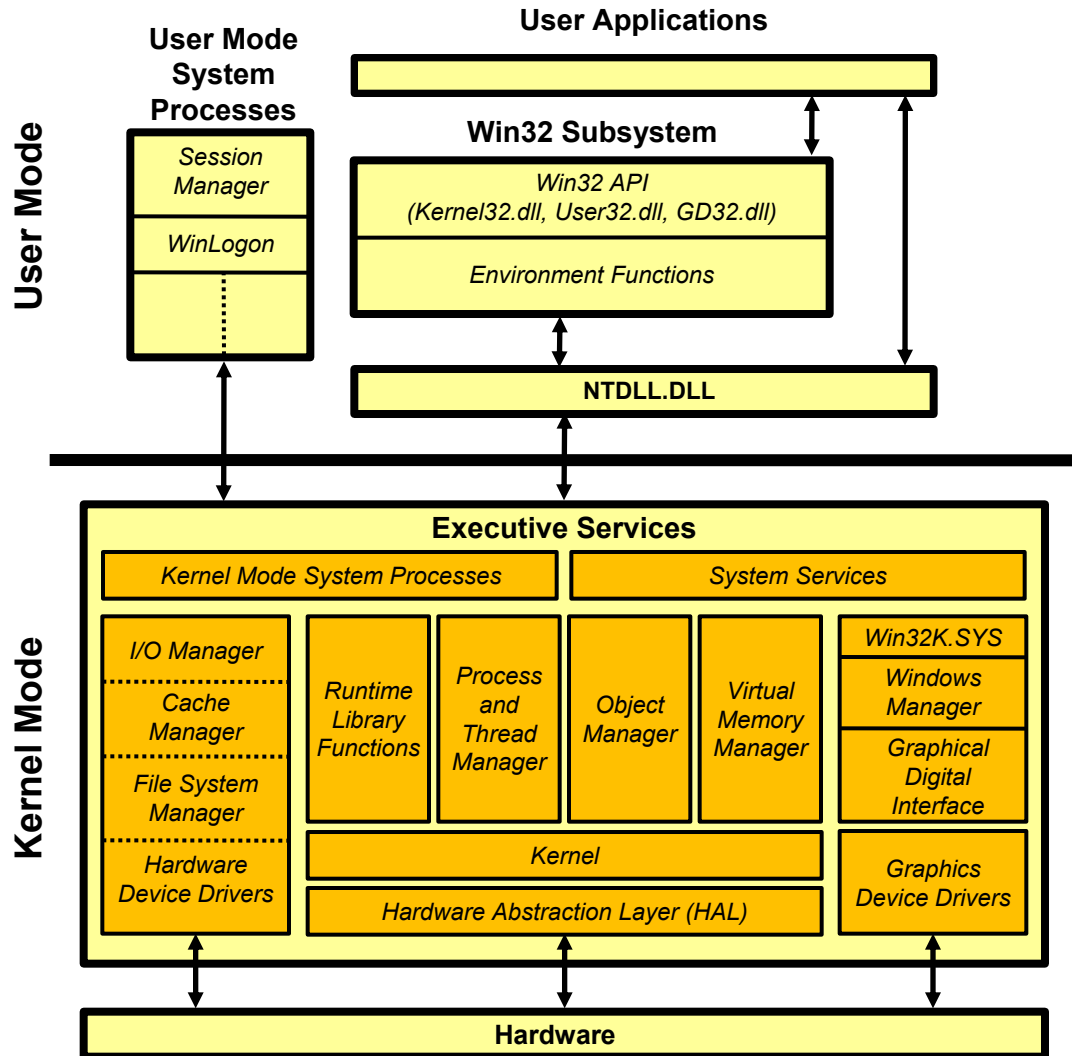 User Applications
User Mode
System
Processes
User Mode
Session
Manager
WinLogon
Win32 Subsystem
Win32 API
(Kernel32.dll, User32.dll, GD32.dll)
Environment Functions
NTDLL.DLL
Kernel Mode
Executive Services
Kernel Mode System Processes
System Services
I/O Manager
Cache
Manager
File System
Manager
Hardware
Device Drivers
Runtime
Library
Functions
Process
and
Thread
Manager
Object
Manager
Virtual
Memory
Manager
Win32K.SYS
Windows
Manager
Graphical
Digital
Interface
Kernel
Hardware Abstraction Layer (HAL)
Graphics
Device Drivers
Hardware